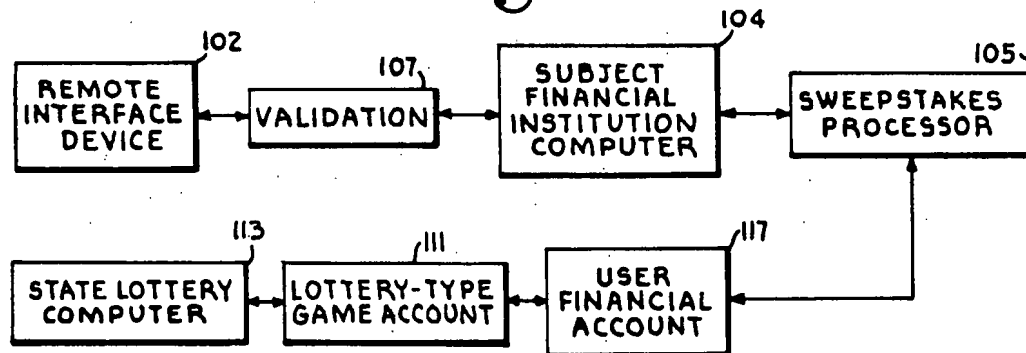 102
107
104
105
REMOTE
INTERFACE
DEVICE
VALIDATION
SUBJECT
FINANCIAL
INSTITUTION
COMPUTER
SWEEPSTAKES
PROCESSOR
113
111
117
STATE LOTTERY
COMPUTER
LOTTERY-TYPE
GAME ACCOUNT
USER
FINANCIAL
ACCOUNT